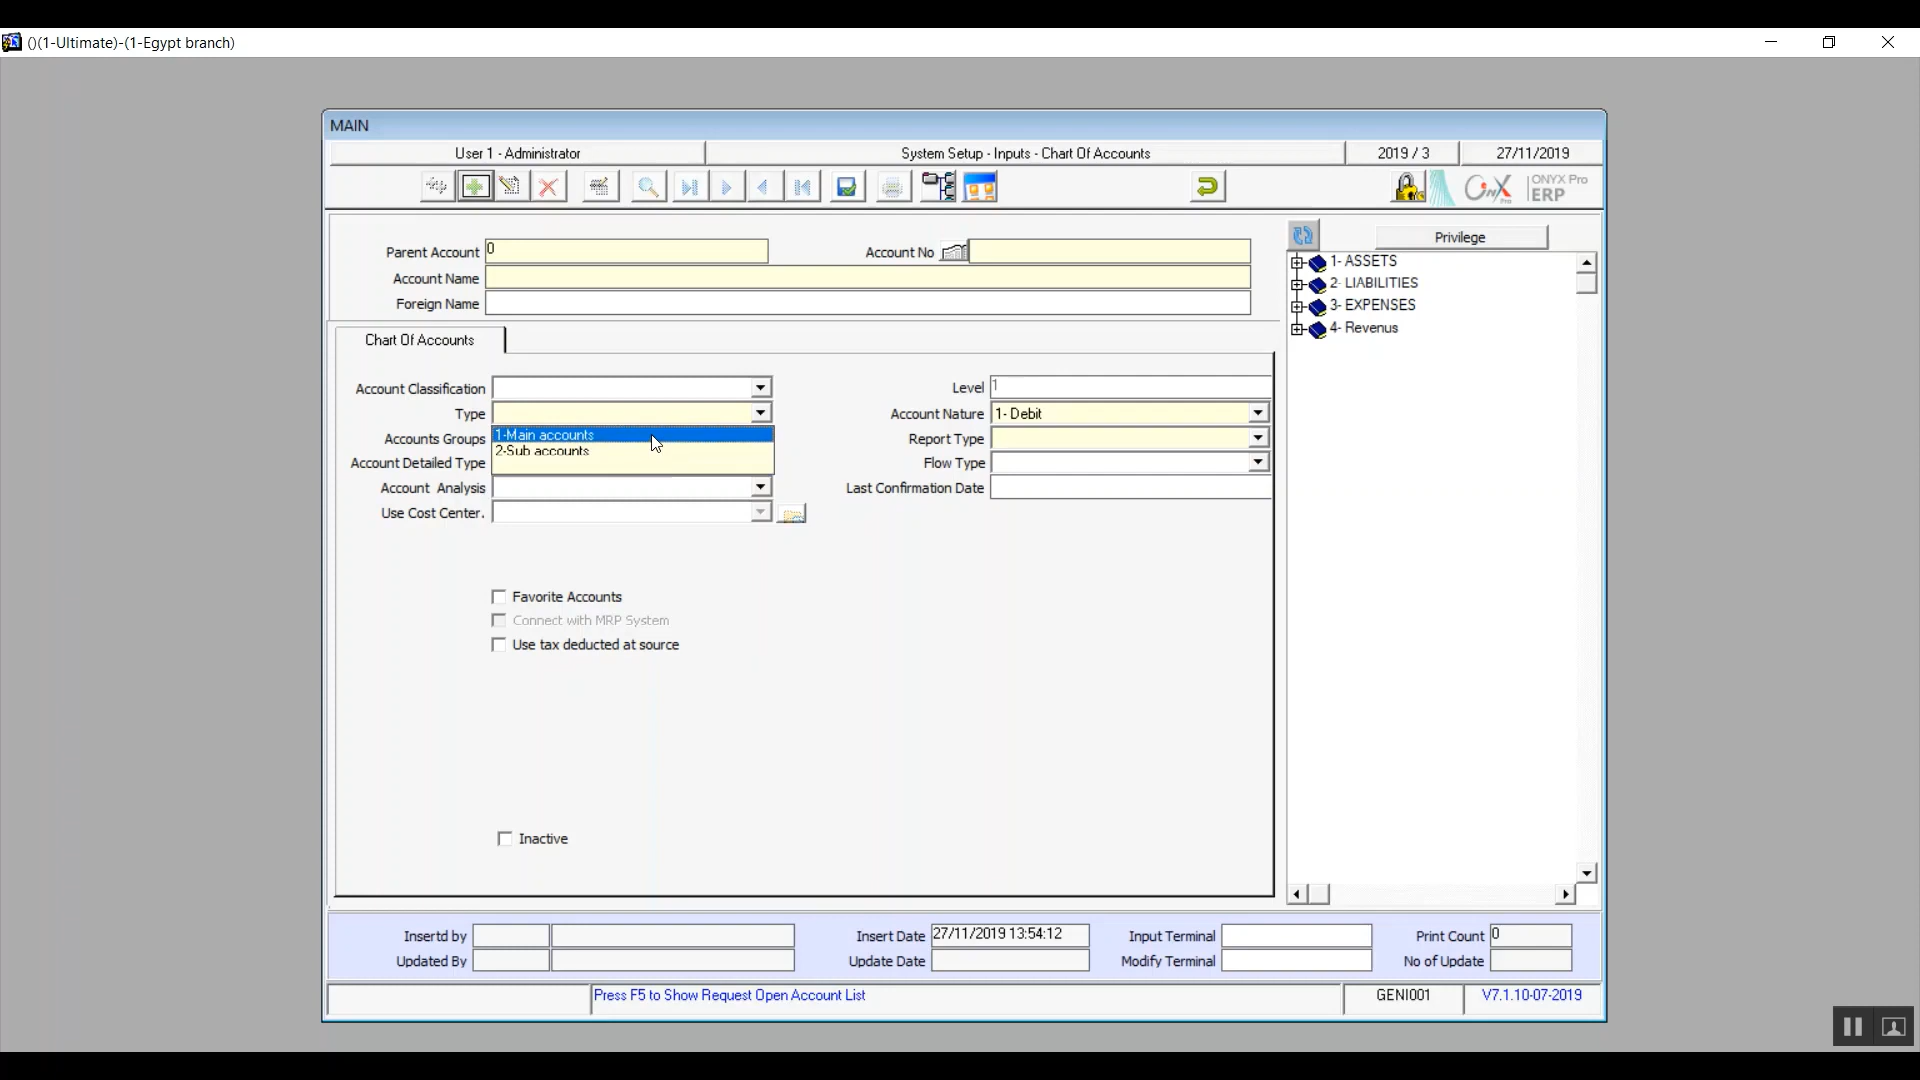 ()(1-Ultimate)-(1-Egypt branch)
MAIN
User 1 - Administrator
System Setup - Inputs - Chart Of Accounts
2019 / 3
27/11/2019
OnyX Pro
ONYX Pro
ERP
Parent Account 0
Account No
Account Name
Foreign Name
Privilege
1- ASSETS
2- LIABILITIES
3- EXPENSES
4- Revenus
Chart Of Accounts
Account Classification
Level 1
Type
Account Nature 1- Debit
Accounts Groups
1-Main accounts
2-Sub accounts
Report Type
Account Detailed Type
Flow Type
Account Analysis
Last Confirmation Date
Use Cost Center.
Favorite Accounts
Connect with MRP System
Use tax deducted at source
Inactive
Insertd by
Insert Date 27/11/2019 13:54:12
Input Terminal
Print Count 0
Updated By
Update Date
Modify Terminal
No of Update
Press F5 to Show Request Open Account List
GENI001
V7.1.10-07-2019